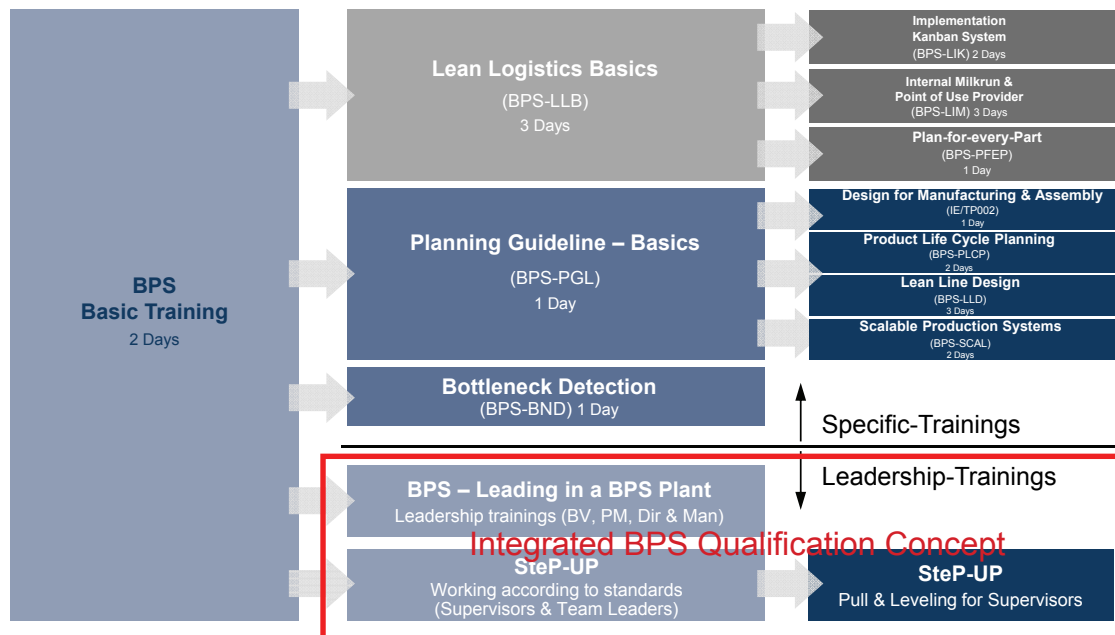 BPS
Basic Training
2 Days
Lean Logistics Basics
(BPS-LLB)
3 Days
Implementation
Kanban System
(BPS-LIK) 2 Days
Internal Milkrun &
Point of Use Provider
(BPS-LIM) 3 Days
Plan-for-every-Part
(BPS-PFEP)
1 Day
Planning Guideline – Basics
(BPS-PGL)
1 Day
Design for Manufacturing & Assembly
(IE/TP002)
1 Day
Product Life Cycle Planning
(BPS-PLCP)
2 Days
Lean Line Design
(BPS-LLD)
3 Days
Scalable Production Systems
(BPS-SCAL)
2 Days
Bottleneck Detection
(BPS-BND) 1 Day
Specific-Trainings
Leadership-Trainings
BPS – Leading in a BPS Plant
Leadership trainings (BV, PM, Dir & Man)
Integrated BPS Qualification Concept
SteP-UP
Working according to standards
(Supervisors & Team Leaders)
SteP-UP
Pull & Leveling for Supervisors